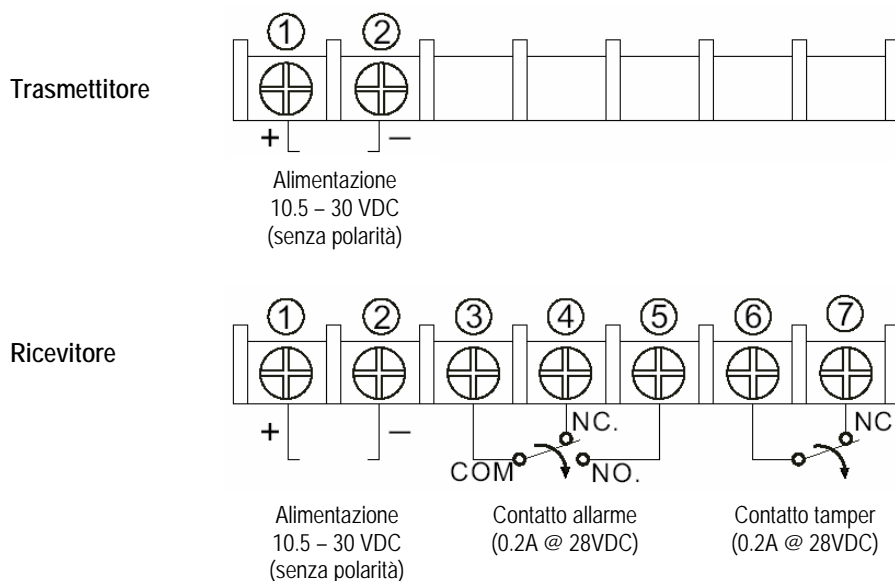 ① ②
Trasmettitore
+ –
Alimentazione
10.5 – 30 VDC
(senza polarità)
① ② ③ ④ ⑤ ⑥ ⑦
Ricevitore
+ –
NC.
NC
COM
NO.
Alimentazione
10.5 – 30 VDC
(senza polarità)
Contatto allarme
(0.2A @ 28VDC)
Contatto tamper
(0.2A @ 28VDC)